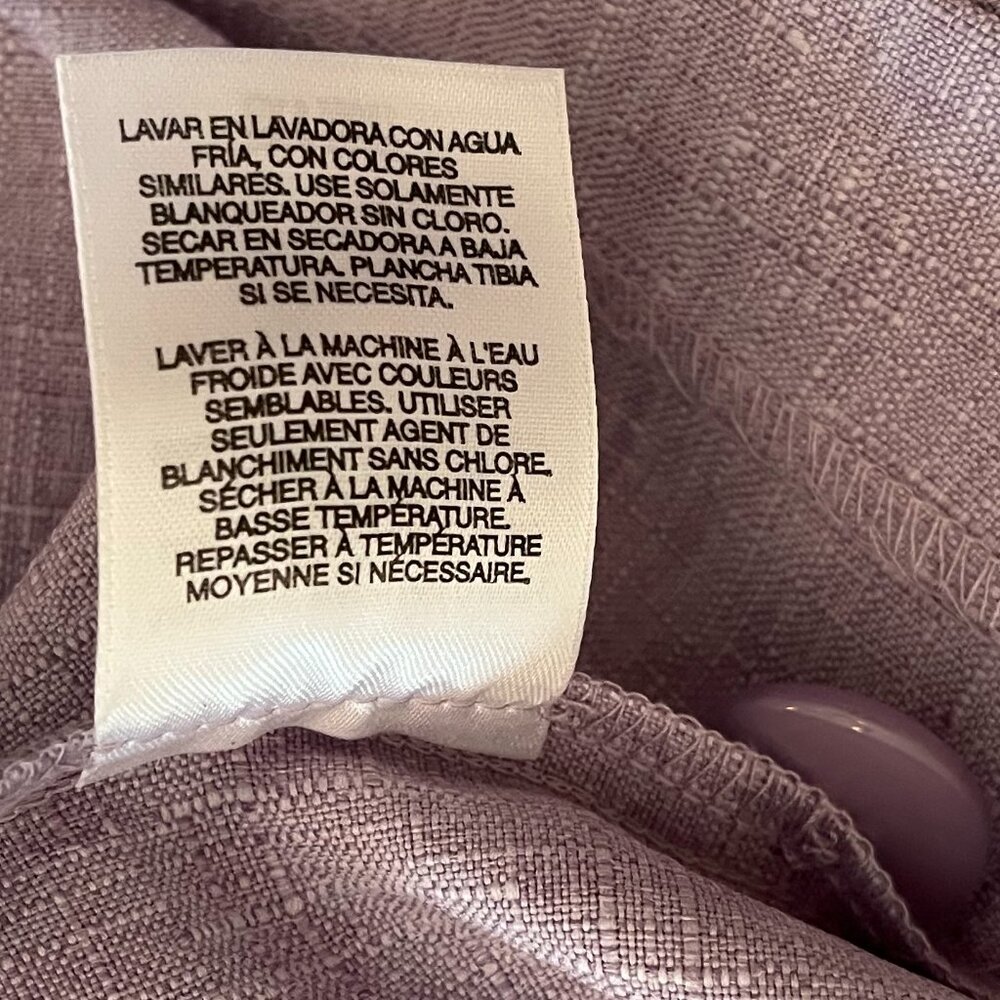 LAVAR EN LAVADORA CON AGUA
FRÍA, CON COLORES
SIMILARES. USE SOLAMENTE
BLANQUEADOR SIN CLORO.
SECAR EN SECADORA A BAJA
TEMPERATURA. PLANCHA TIBIA
SI SE NECESITA.
LAVER À LA MACHINE À L'EAU
FROIDE AVEC COULEURS
SEMBLABLES. UTILISER
SEULEMENT AGENT DE
BLANCHIMENT SANS CHLORE.
SÉCHER À LA MACHINE À
BASSE TEMPÉRATURE.
REPASSER À TEMPÉRATURE
MOYENNE SI NÉCESSAIRE.